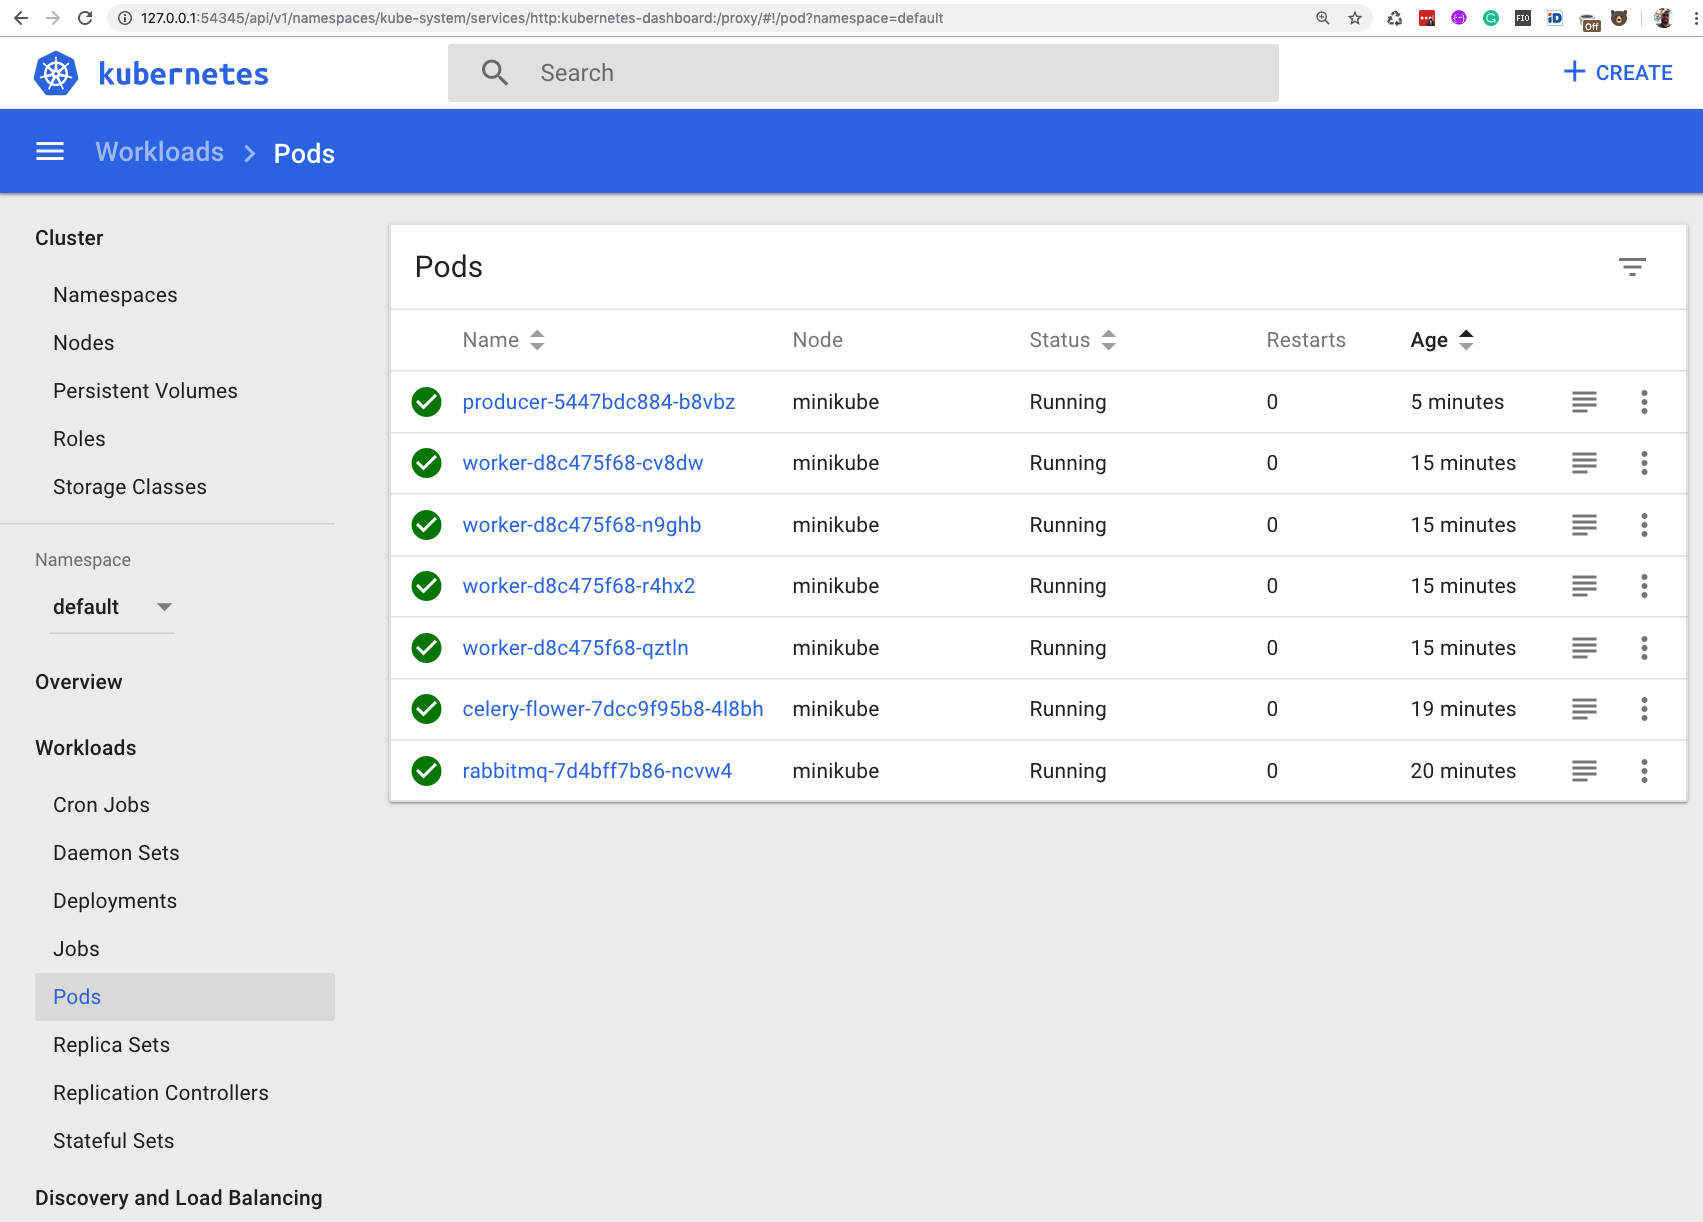 127.0.0.1:54345/api/v1/namespaces/kube-system/services/http:kubernetes-dashboard:/proxy/#!/pod?namespace=default
FIO iD Off
kubernetes Search + CREATE
Workloads > Pods
Cluster
Namespaces
Nodes
Persistent Volumes
Roles
Storage Classes
Namespace
default
Overview
Workloads
Cron Jobs
Daemon Sets
Deployments
Jobs
Pods
Replica Sets
Replication Controllers
Stateful Sets
Discovery and Load Balancing
Pods
Name Node Status Restarts Age
producer-5447bdc884-b8vbz minikube Running 0 5 minutes
worker-d8c475f68-cv8dw minikube Running 0 15 minutes
worker-d8c475f68-n9ghb minikube Running 0 15 minutes
worker-d8c475f68-r4hx2 minikube Running 0 15 minutes
worker-d8c475f68-qztln minikube Running 0 15 minutes
celery-flower-7dcc9f95b8-4l8bh minikube Running 0 19 minutes
rabbitmq-7d4bff7b86-ncvw4 minikube Running 0 20 minutes